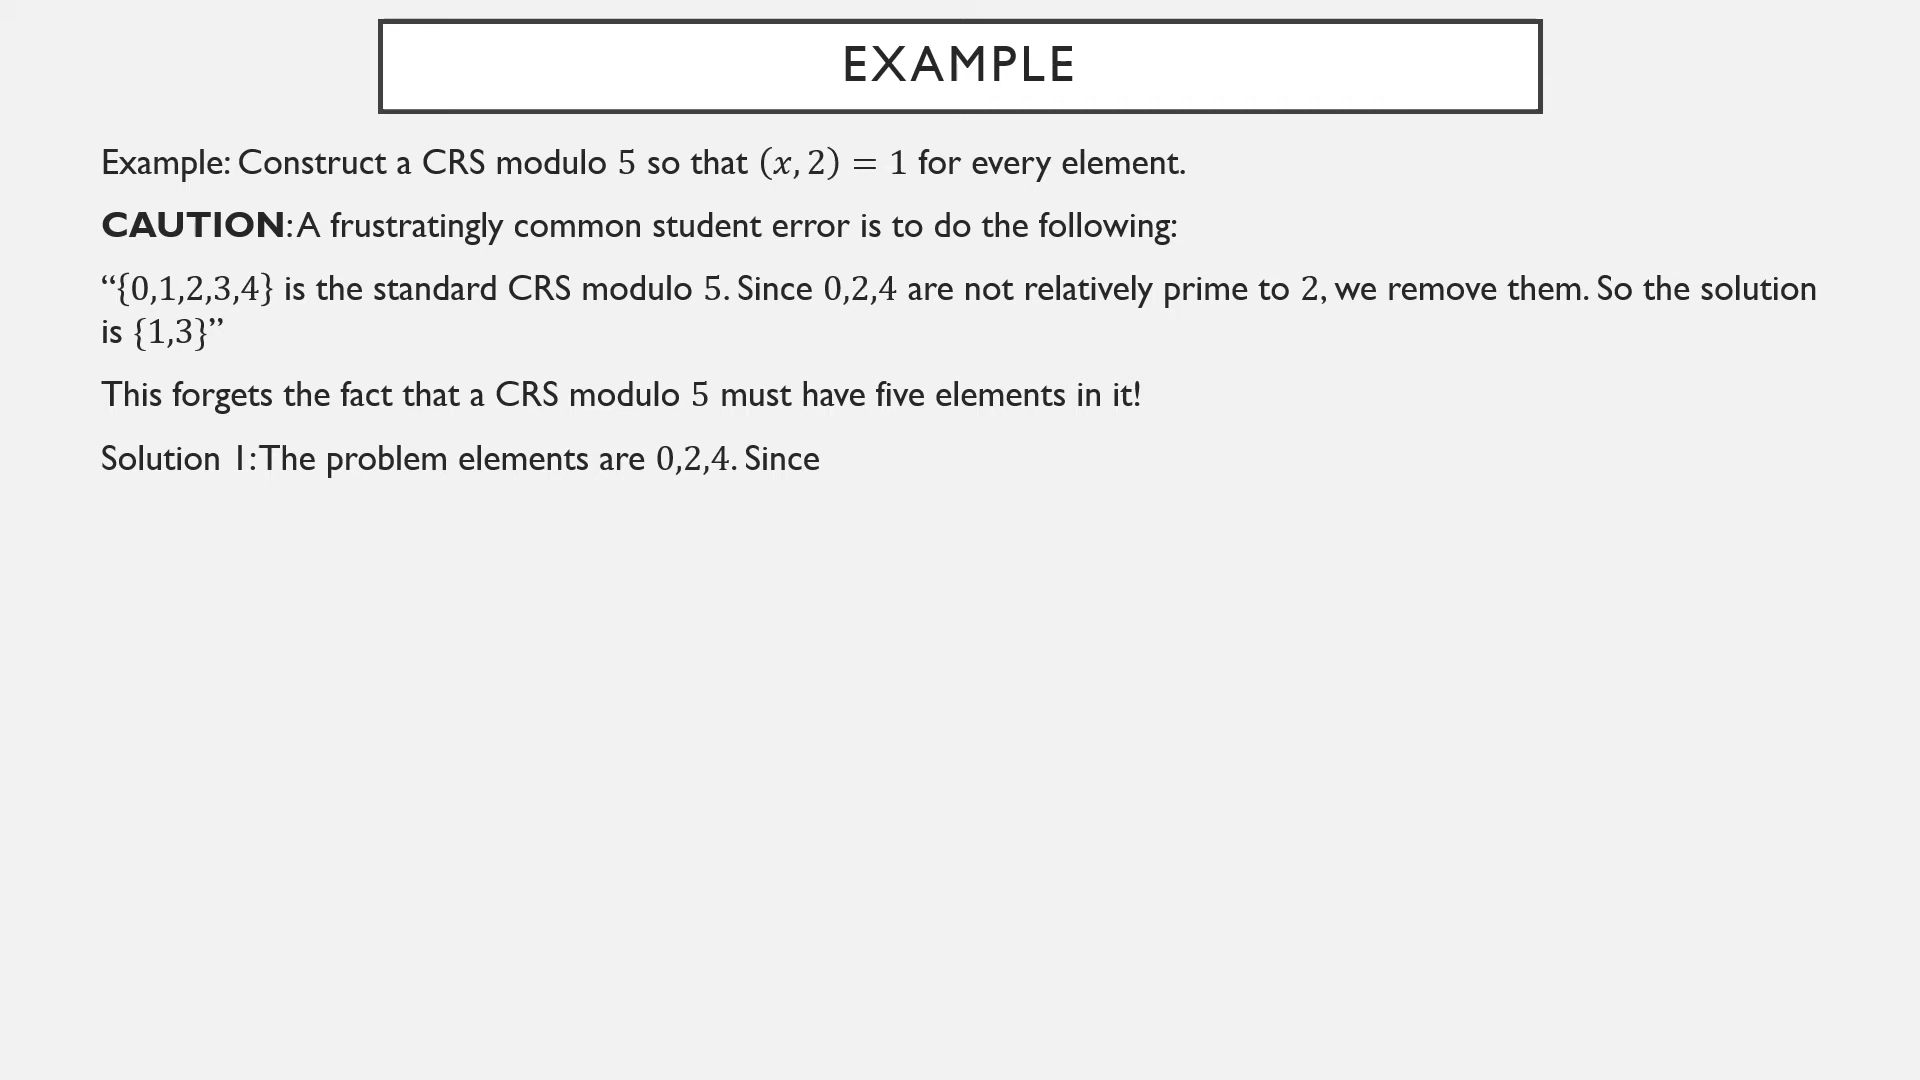 EXAMPLE
Example: Construct a CRS modulo 5 so that (x, 2) = 1 for every element.
CAUTION: A frustratingly common student error is to do the following:
“{0,1,2,3,4} is the standard CRS modulo 5. Since 0,2,4 are not relatively prime to 2, we remove them. So the solution
is {1,3}”
This forgets the fact that a CRS modulo 5 must have five elements in it!
Solution 1: The problem elements are 0,2,4. Since